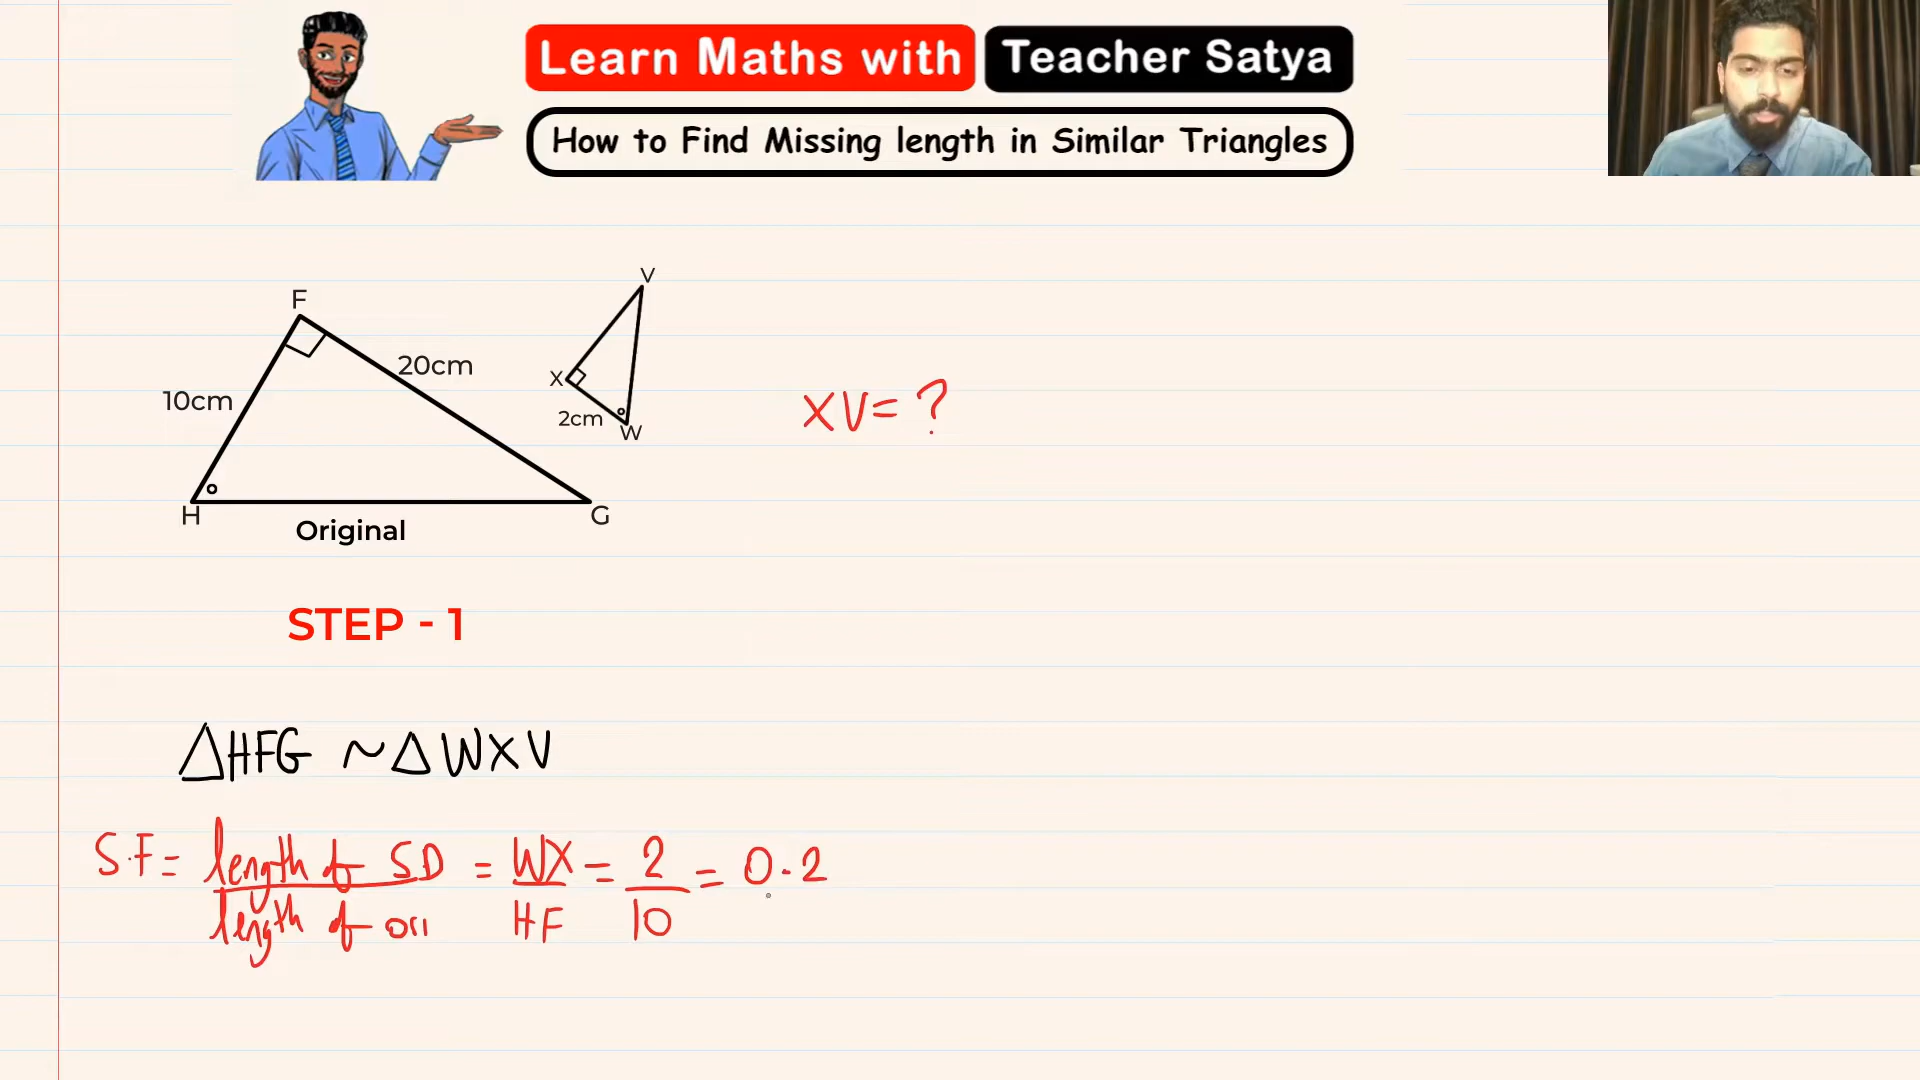 Learn Maths with Teacher Satya
How to Find Missing length in Similar Triangles
V
F
20cm
X
10cm
2cm
W
XV = ?
H
G
Original
STEP - 1
△HFG ~ △WXV
S.F = length of SD / length of ori = WX / HF = 2 / 10 = 0.2